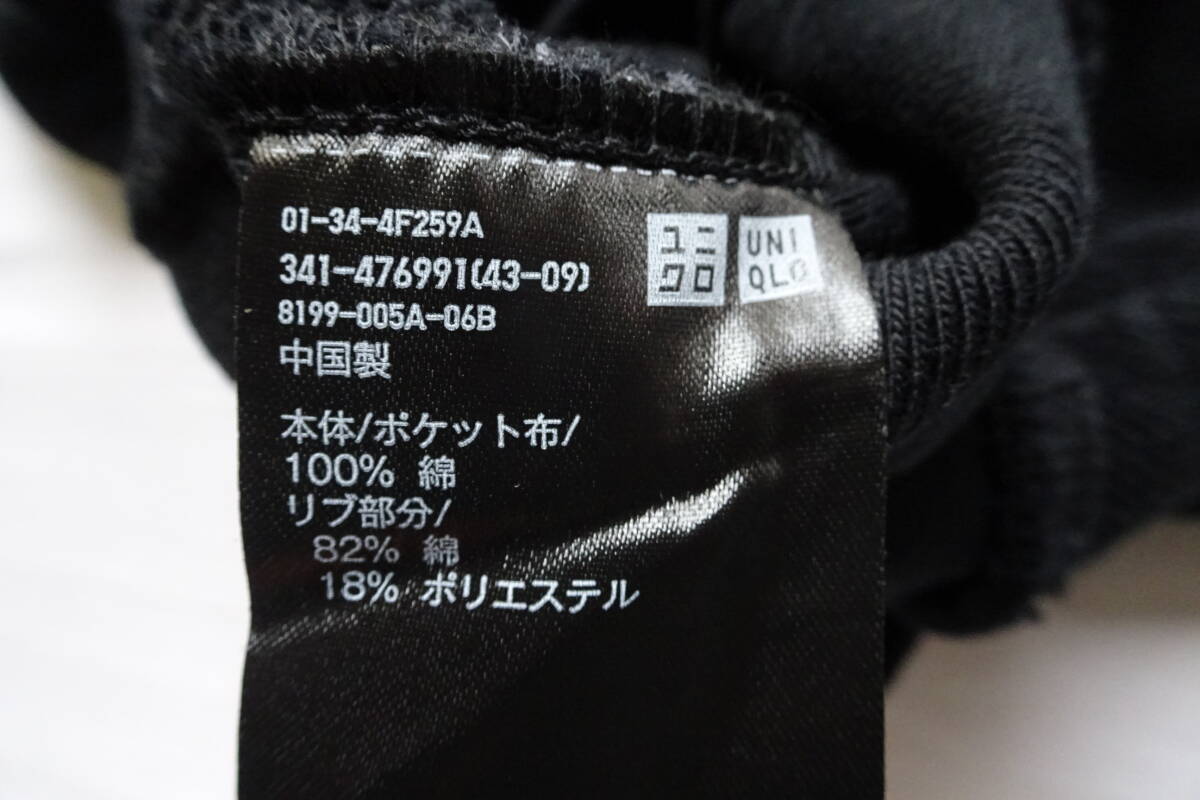 01-34-4F259A
341-476991(43-09)
8199-005A-06B
中国製
ユニ
クロ
UNI
QLO
本体/ポケット布/
100% 綿
リブ部分/
82% 綿
18% ポリエステル